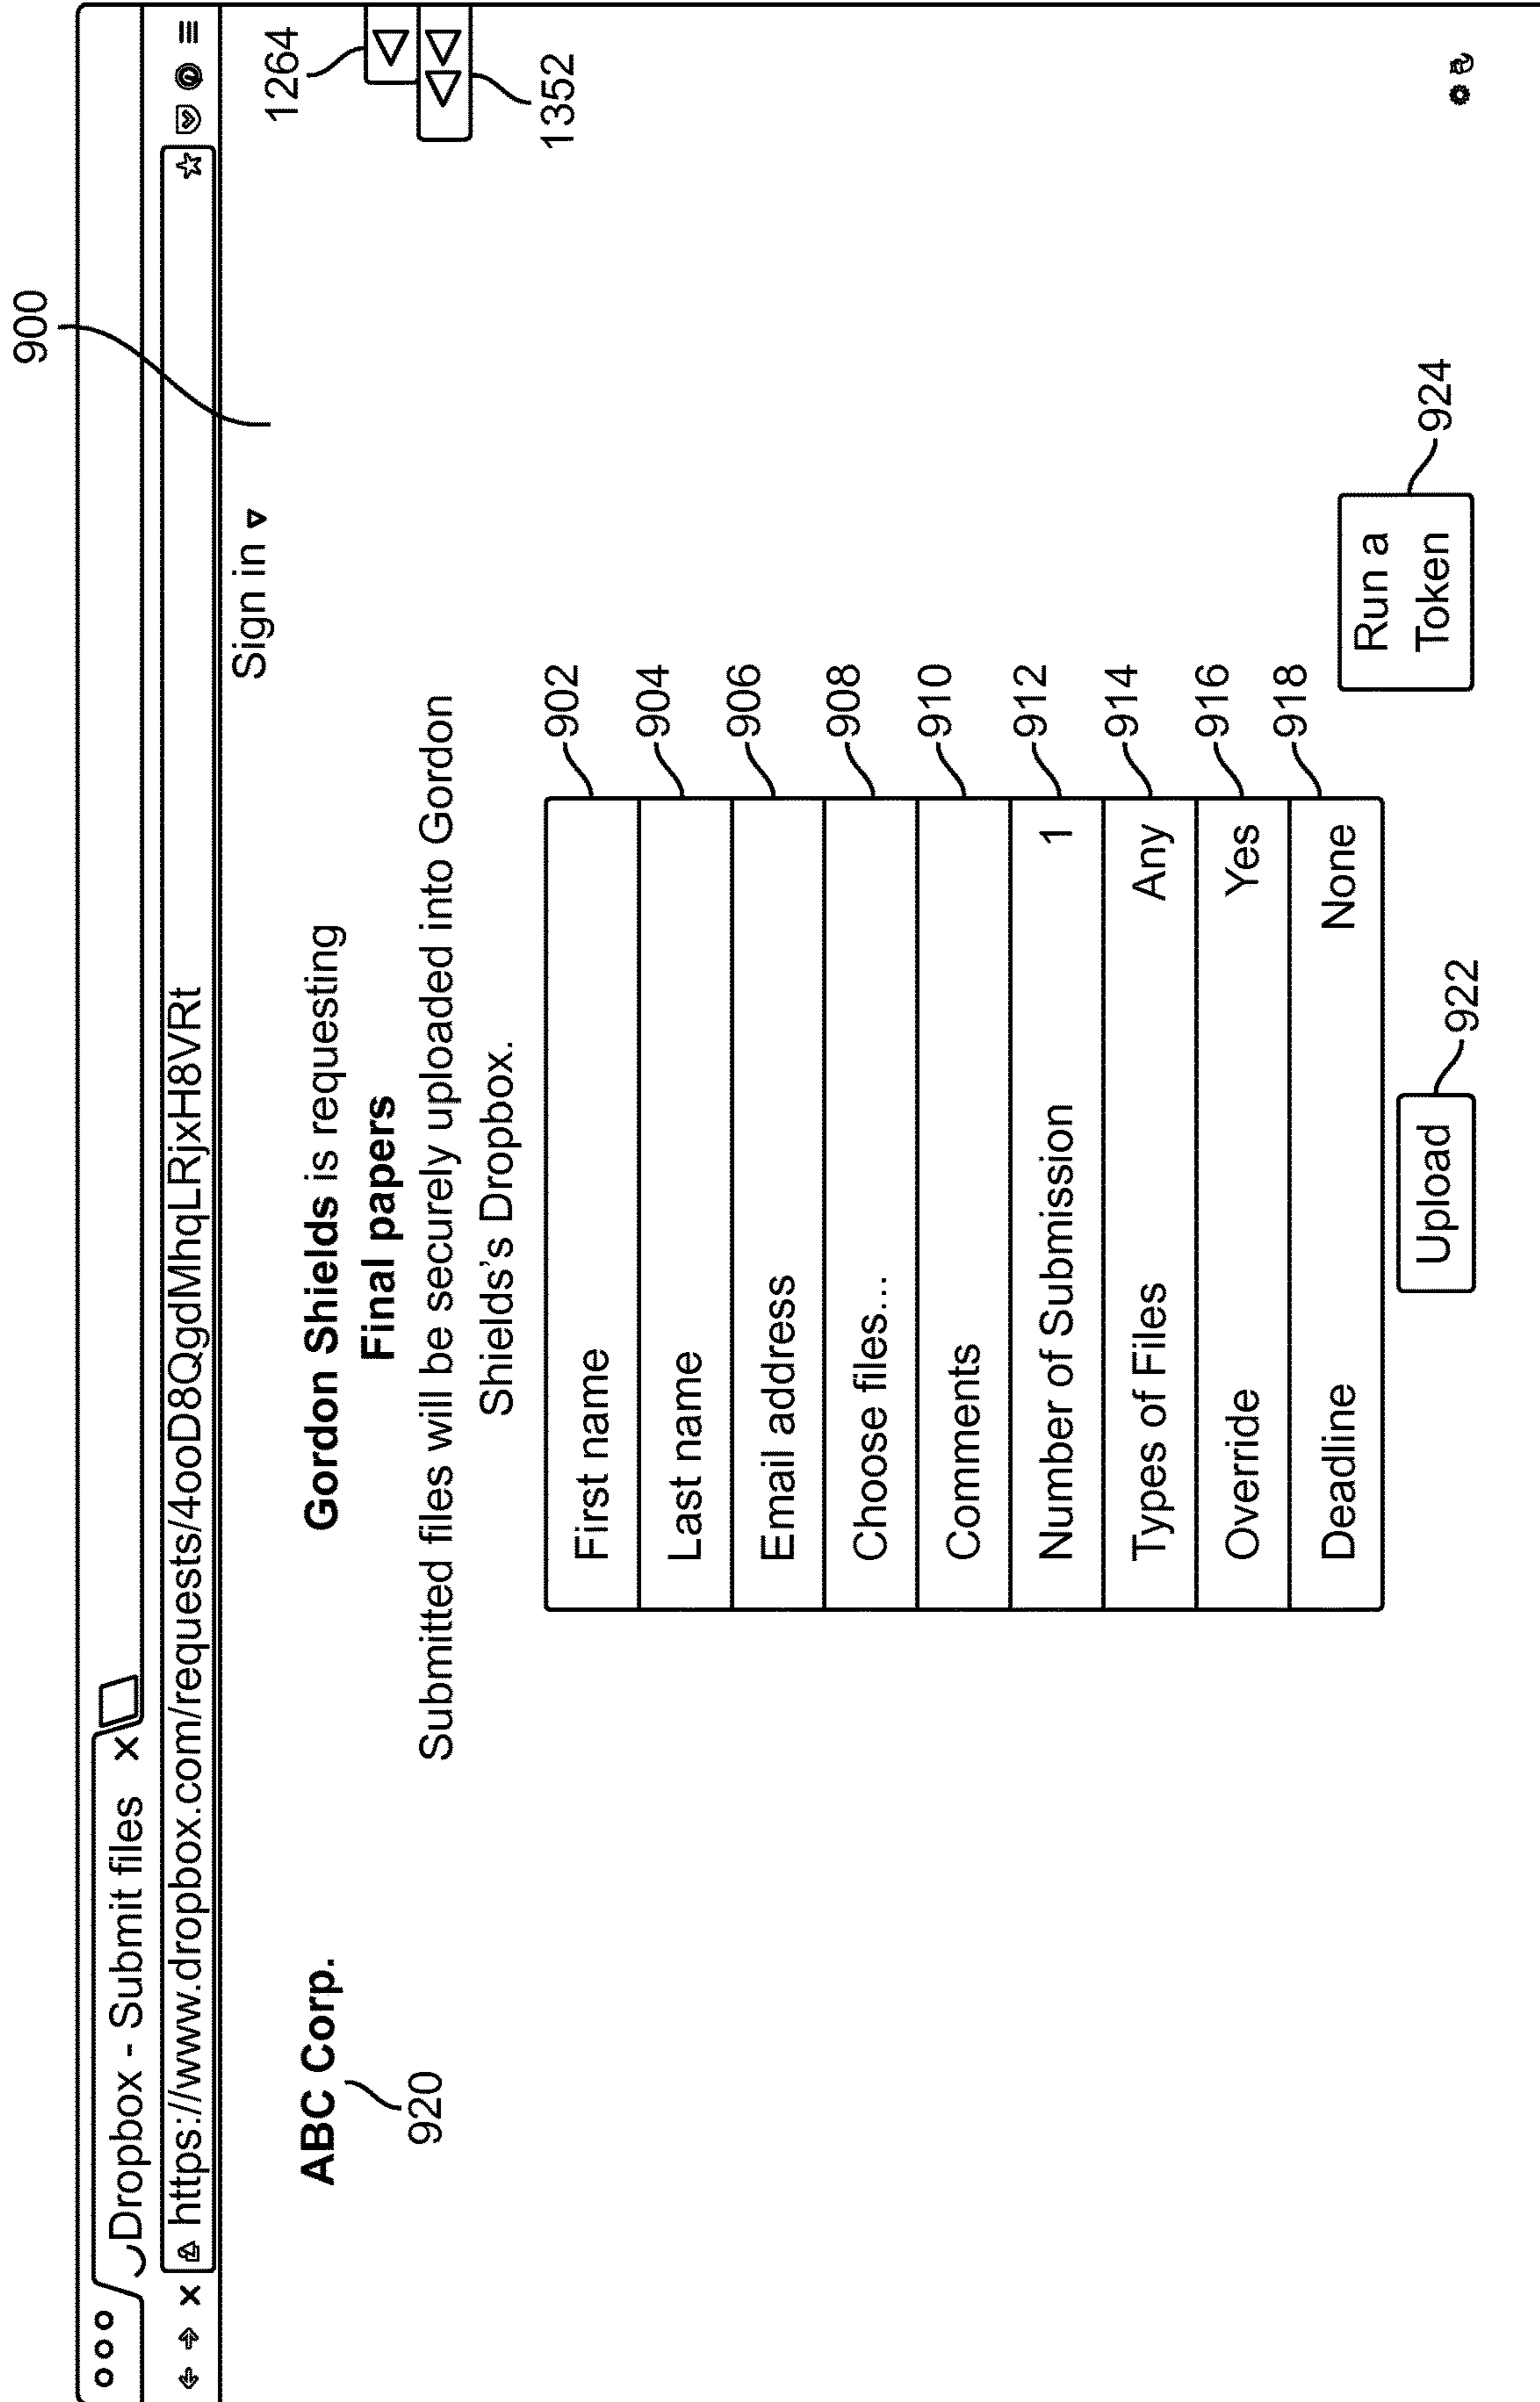 900
Dropbox - Submit files x
https://www.dropbox.com/requests/4ooD8QgdMhqLRjxH8VRt
Sign in
1264
1352
ABC Corp.
920
Gordon Shields is requesting
Final papers
Submitted files will be securely uploaded into Gordon
Shields's Dropbox.
First name 902
Last name 904
Email address 906
Choose files... 908
Comments 910
Number of Submission 1 912
Types of Files Any 914
Override Yes 916
Deadline None 918
Upload 922
Run a
Token 924